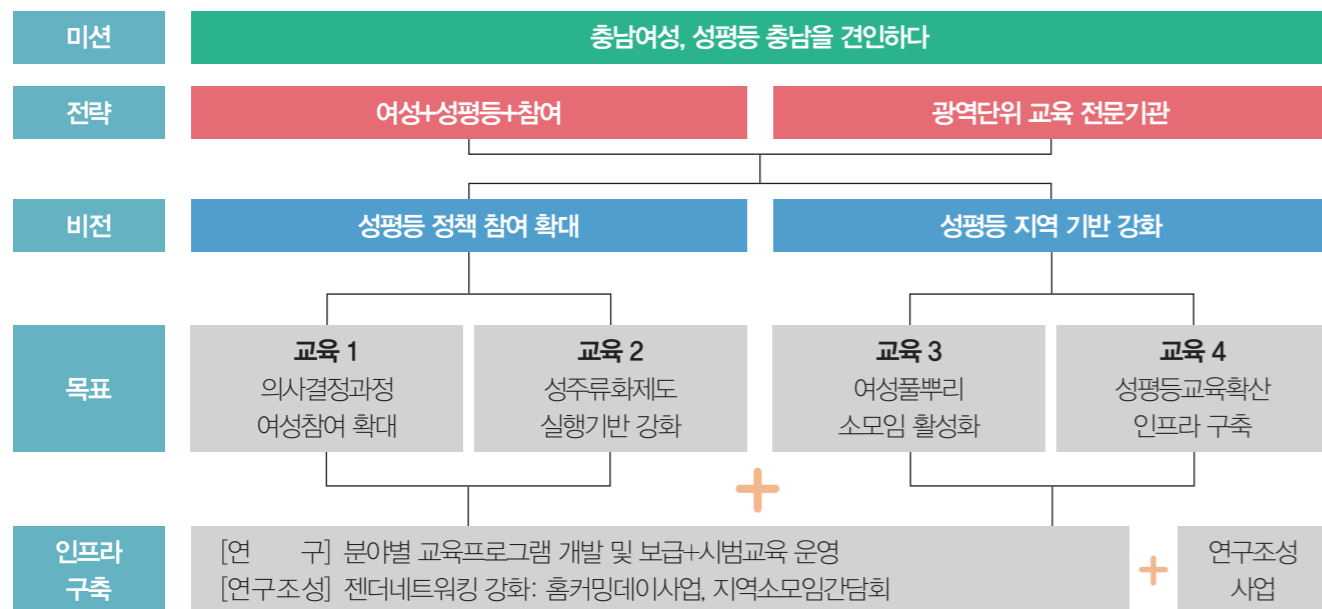 미션
충남여성, 성평등 충남을 견인하다
전략
여성+성평등+참여
광역단위 교육 전문기관
비전
성평등 정책 참여 확대
성평등 지역 기반 강화
목표
교육 1
의사결정과정
여성참여 확대
교육 2
성주류화제도
실행기반 강화
교육 3
여성풀뿌리
소모임 활성화
교육 4
성평등교육확산
인프라 구축
+
인프라
구축
[연 구] 분야별 교육프로그램 개발 및 보급+시범교육 운영
[연구조성] 젠더네트워킹 강화: 홈커밍데이사업, 지역소모임간담회
+
연구조성
사업